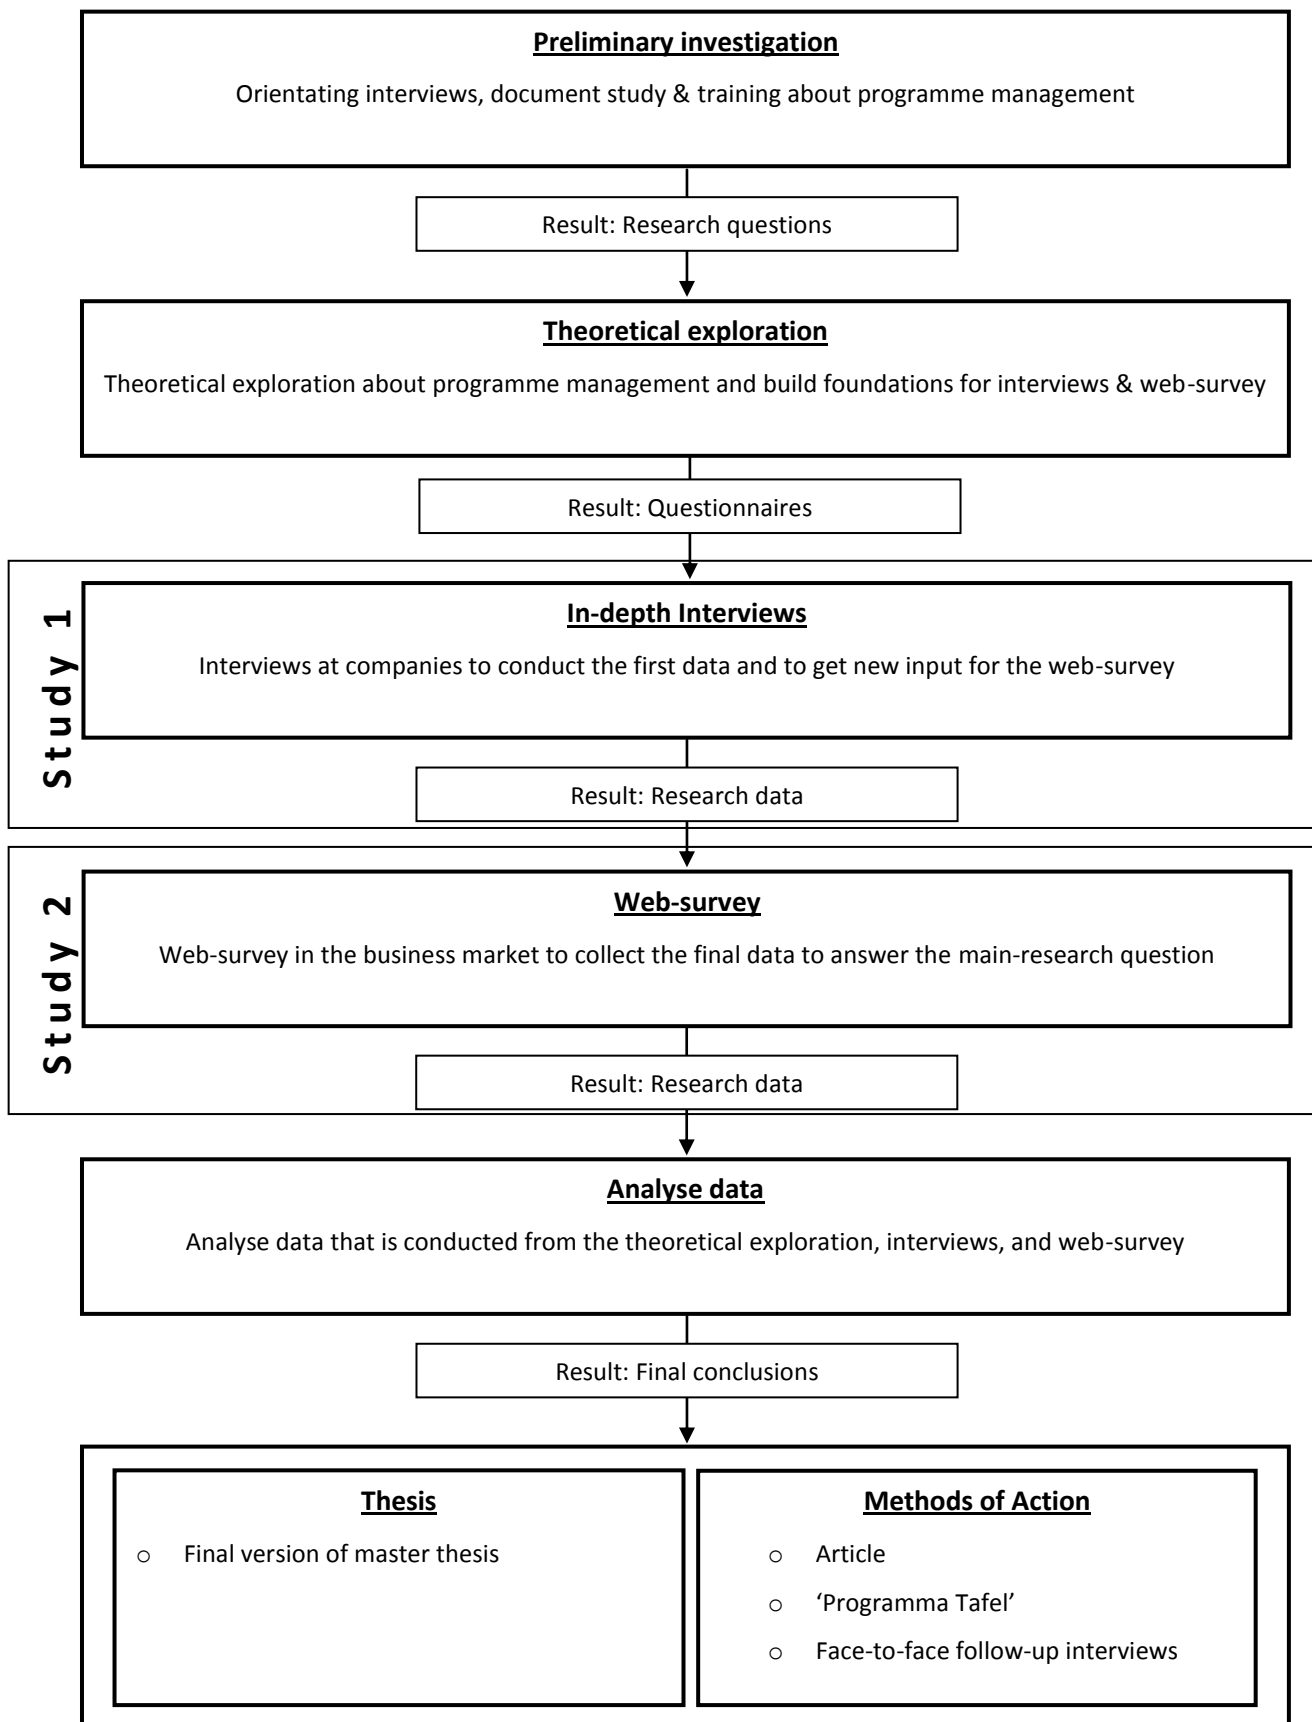 Preliminary investigation
Orientating interviews, document study & training about programme management
Result: Research questions
Theoretical exploration
Theoretical exploration about programme management and build foundations for interviews & web-survey
Result: Questionnaires
Study 1
In-depth Interviews
Interviews at companies to conduct the first data and to get new input for the web-survey
Result: Research data
Study 2
Web-survey
Web-survey in the business market to collect the final data to answer the main-research question
Result: Research data
Analyse data
Analyse data that is conducted from the theoretical exploration, interviews, and web-survey
Result: Final conclusions
Thesis
o Final version of master thesis
Methods of Action
o Article
o ‘Programma Tafel’
o Face-to-face follow-up interviews